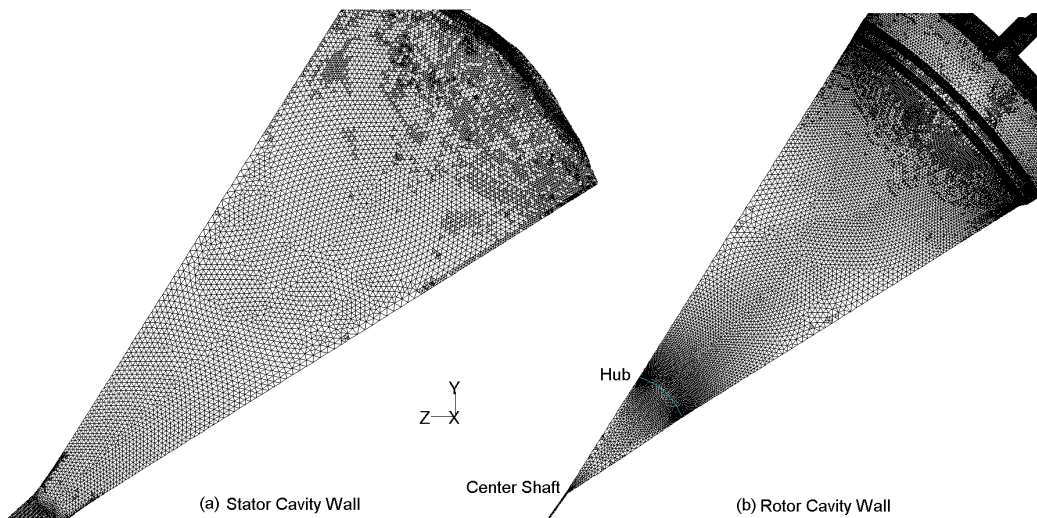 Hub
Y
Z X
Center Shaft
(a) Stator Cavity Wall
(b) Rotor Cavity Wall